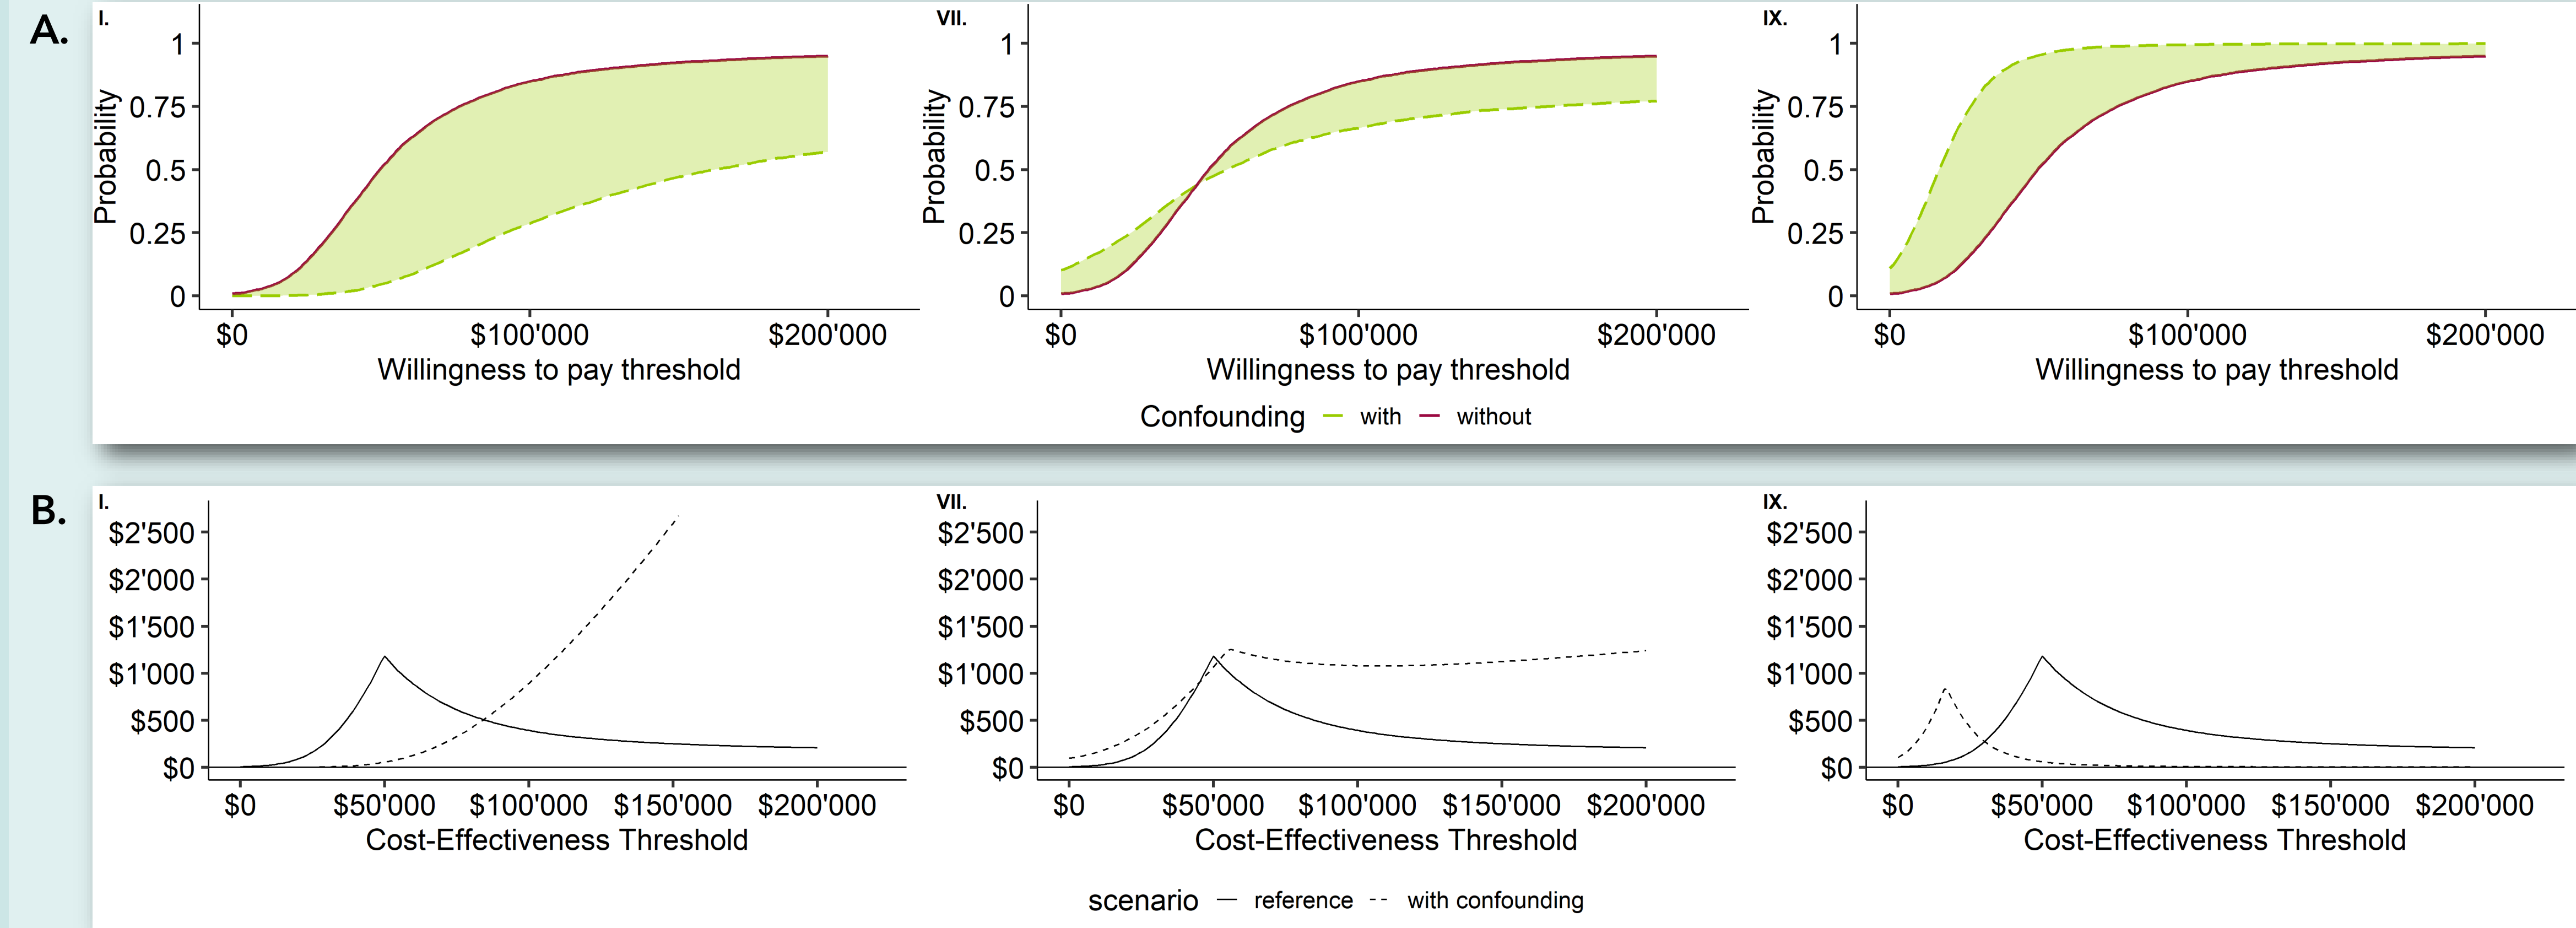 A.
I. VII. IX.
1 1 1
0.75 0.75 0.75
0.5 0.5 0.5
0.25 0.25 0.25
0 0 0
Probability Probability Probability
$0 $100'000 $200'000 $0 $100'000 $200'000 $0 $100'000 $200'000
Willingness to pay threshold Willingness to pay threshold Willingness to pay threshold
Confounding with without
B.
I. VII. IX.
$2'500 $2'500 $2'500
$2'000 $2'000 $2'000
$1'500 $1'500 $1'500
$1'000 $1'000 $1'000
$500 $500 $500
$0 $0 $0
$0 $50'000 $100'000 $150'000 $200'000 $0 $50'000 $100'000 $150'000 $200'000 $0 $50'000 $100'000 $150'000 $200'000
Cost-Effectiveness Threshold Cost-Effectiveness Threshold Cost-Effectiveness Threshold
scenario reference with confounding